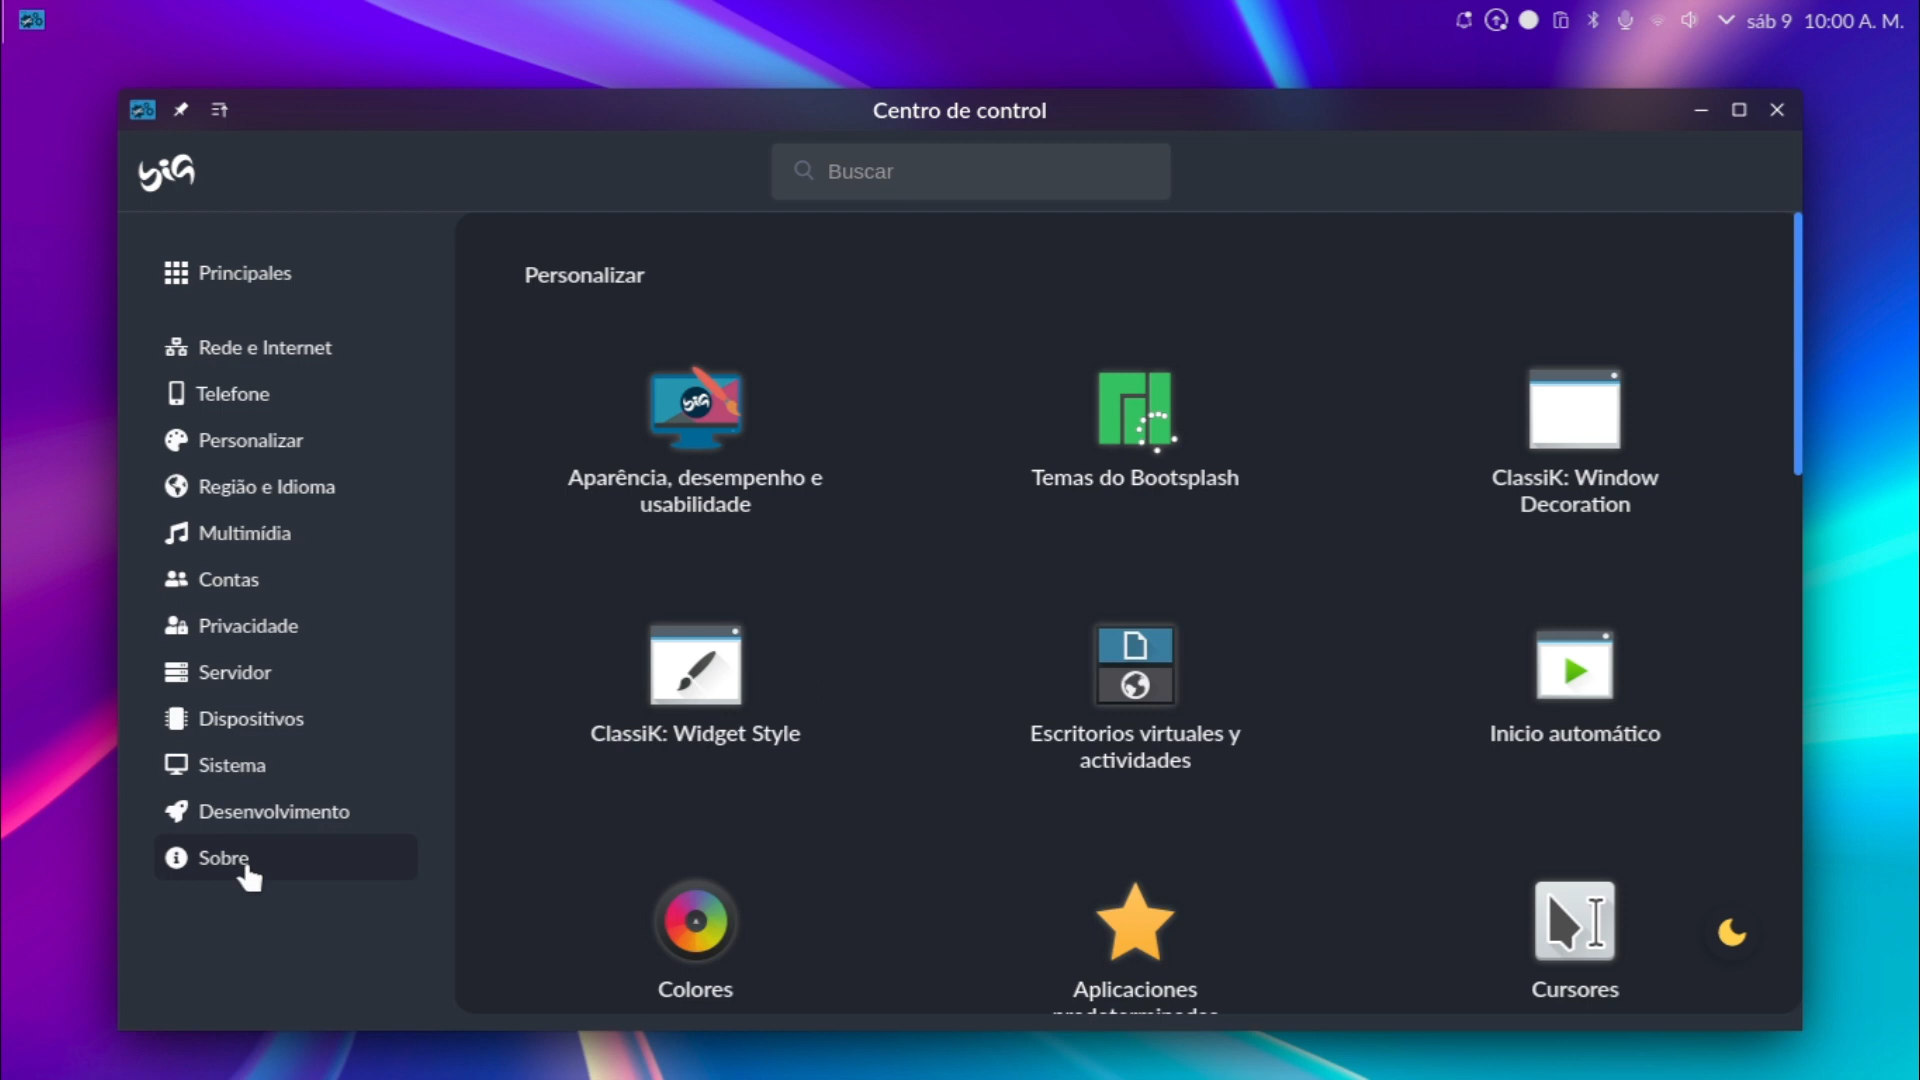 sáb 9 10:00 A. M.
Centro de control
biG
Buscar
Principales
Rede e Internet
Telefone
Personalizar
Região e Idioma
Multimídia
Contas
Privacidade
Servidor
Dispositivos
Sistema
Desenvolvimento
Sobre
Personalizar
Aparência, desempenho e
usabilidade
Temas do Bootsplash
ClassiK: Window
Decoration
ClassiK: Widget Style
Escritorios virtuales y
actividades
Inicio automático
Colores
Aplicaciones
predeterminadas
Cursores